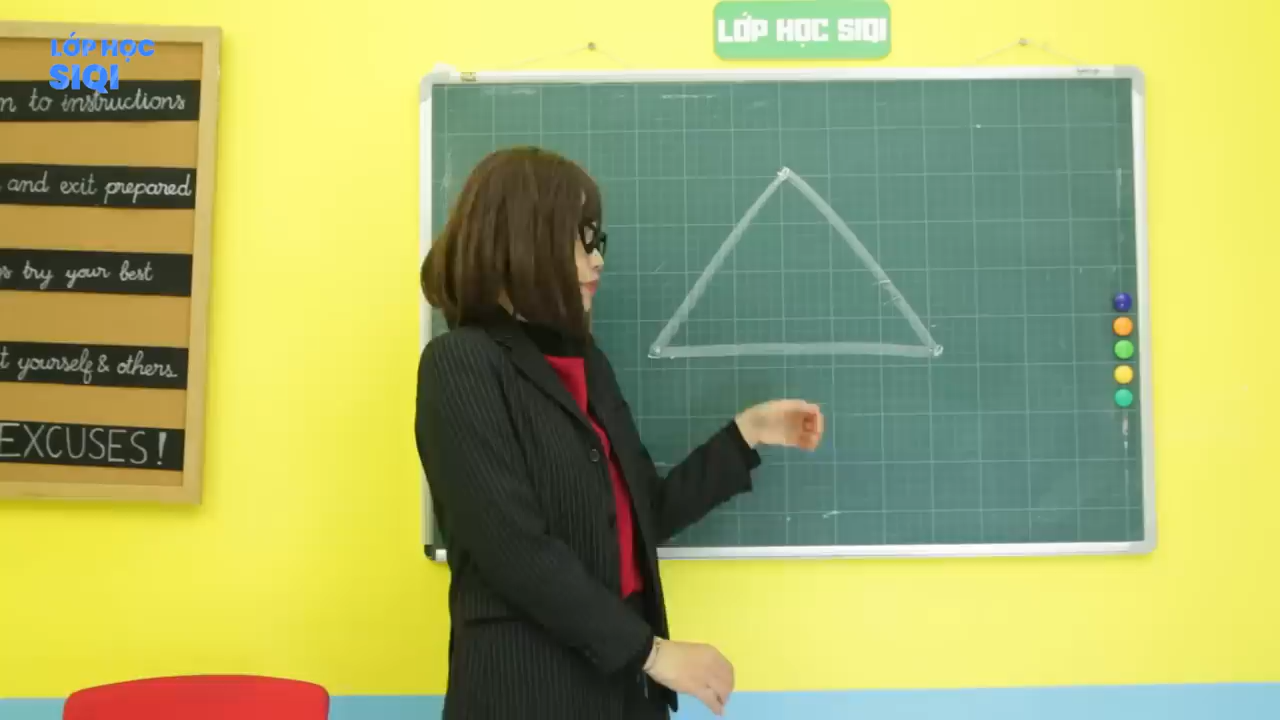 LỚP HỌC
SIQI
LỚP HỌC SIQI
to instructions
and exit prepared
try your best
yourself & others
EXCUSES!